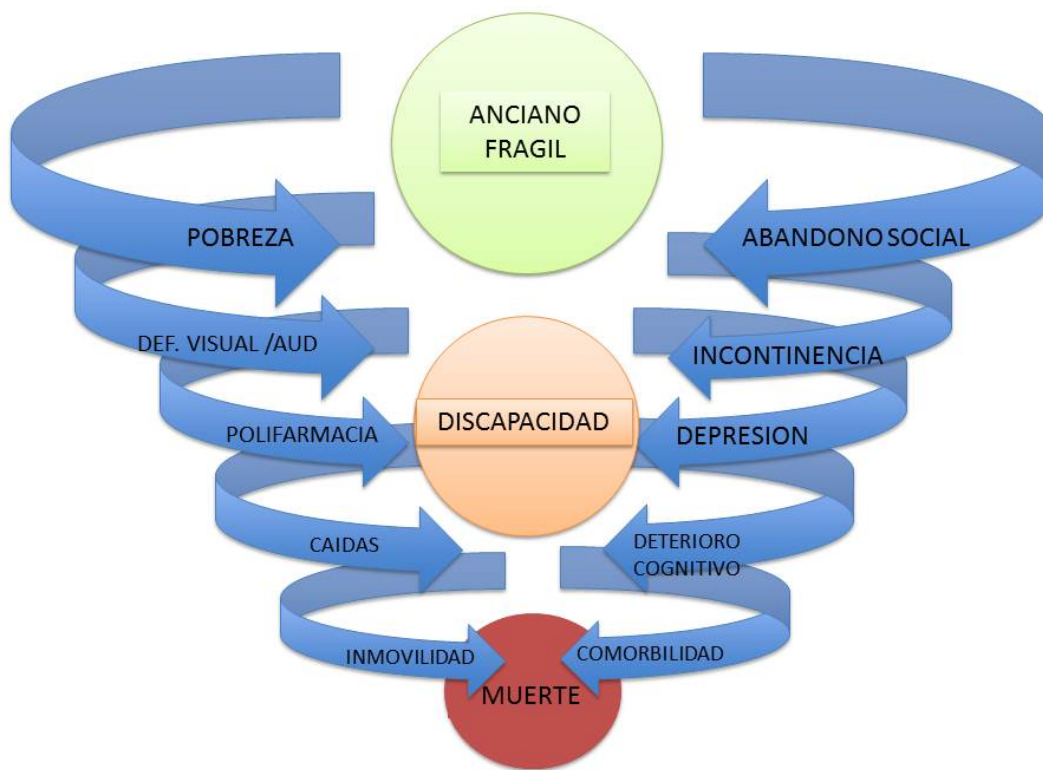 ANCIANO
FRAGIL
POBREZA
ABANDONO SOCIAL
DEF. VISUAL /AUD
INCONTINENCIA
POLIFARMACIA
DISCAPACIDAD
DEPRESION
CAIDAS
DETERIORO
COGNITIVO
INMOVILIDAD
COMORBILIDAD
MUERTE